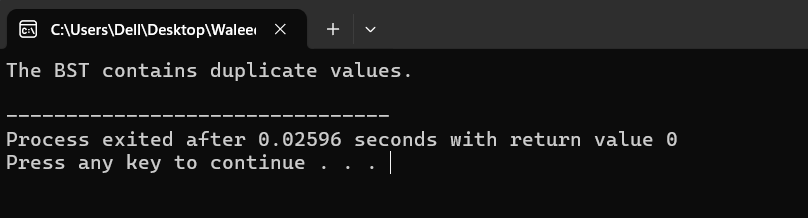 C:\Users\Dell\Desktop\Walee
The BST contains duplicate values.
--------------------------------
Process exited after 0.02596 seconds with return value 0
Press any key to continue . . .